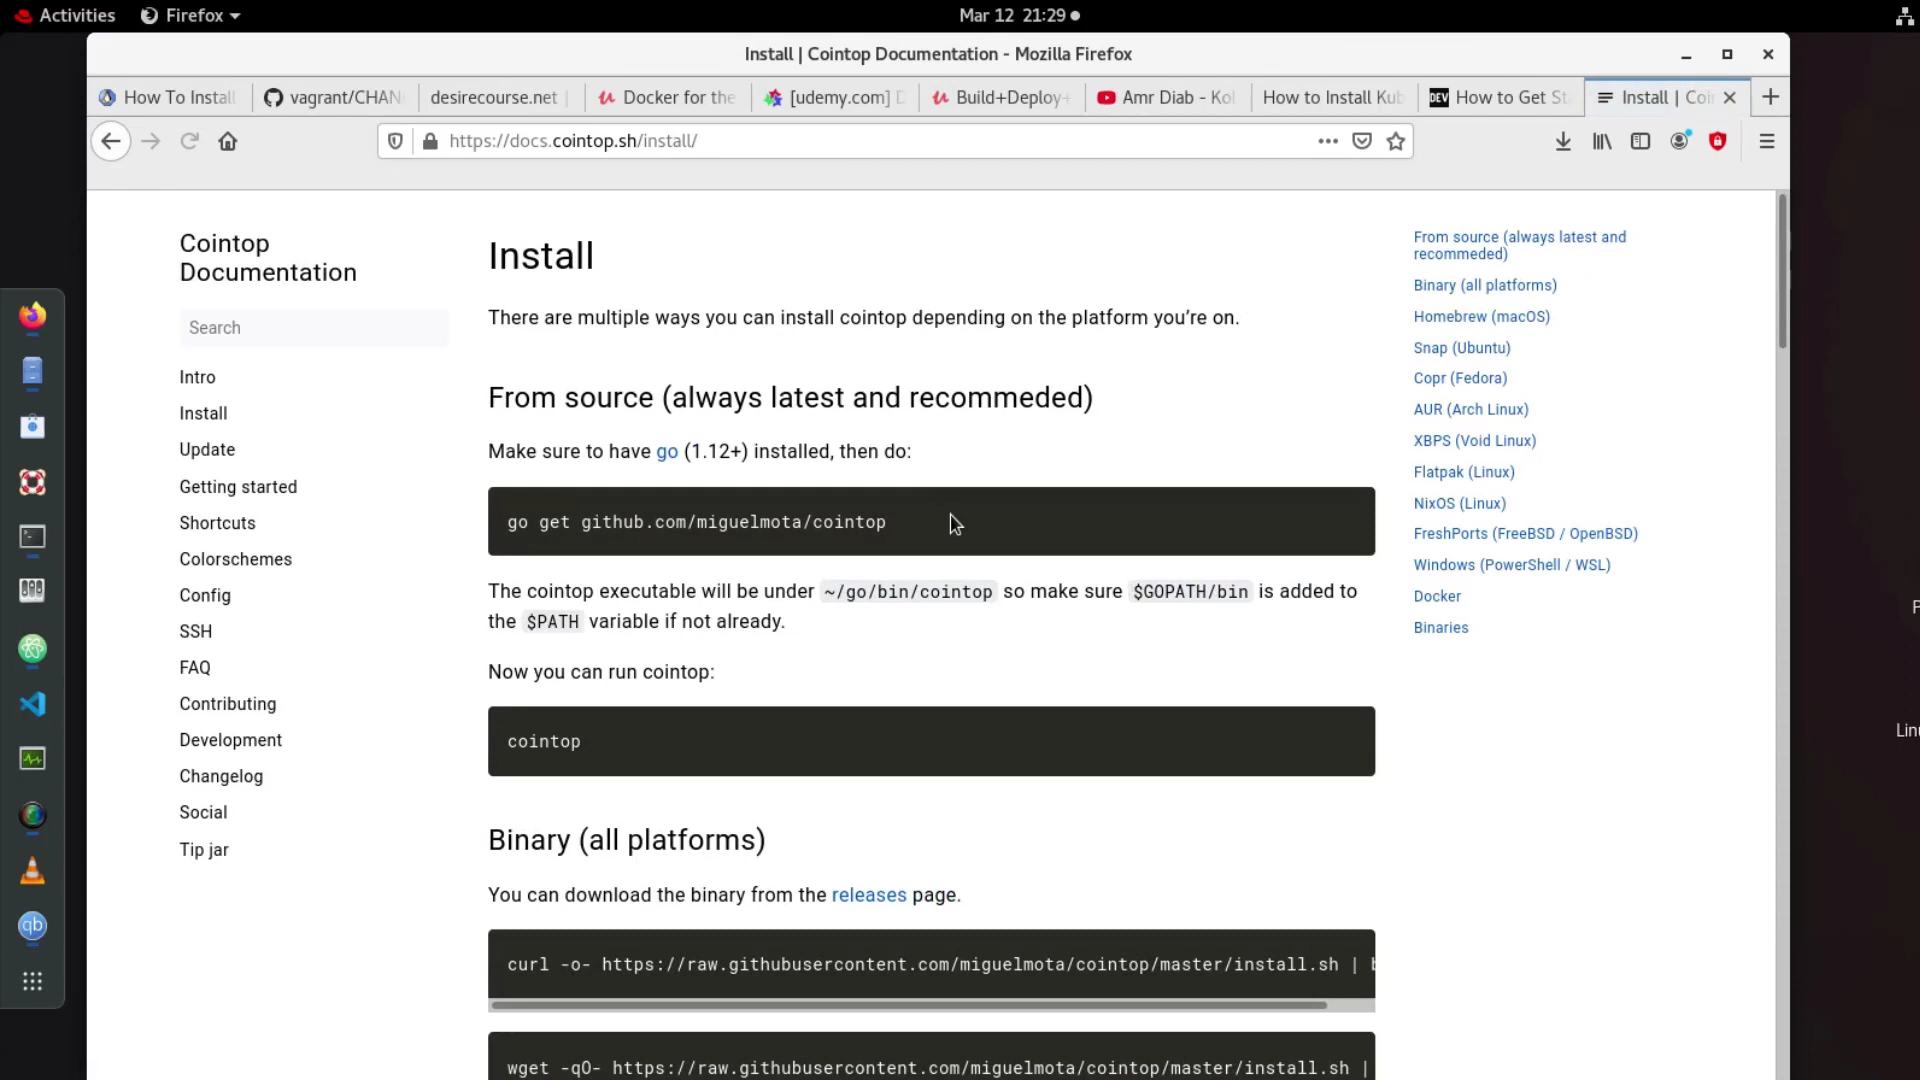 Activities
Firefox
Mar 12 21:29
Install | Cointop Documentation - Mozilla Firefox
How To Install
vagrant/CHAN
desirecourse.net
Docker for the
[udemy.com]
Build+Deploy+
Amr Diab - Kol
How to Install Kub
DEV
How to Get St
Install | Coin
https://docs.cointop.sh/install/
Cointop
Documentation
Search
Intro
Install
Update
Getting started
Shortcuts
Colorschemes
Config
SSH
FAQ
Contributing
Development
Changelog
Social
Tip jar
Install
There are multiple ways you can install cointop depending on the platform you’re on.
From source (always latest and recommeded)
Make sure to have go (1.12+) installed, then do:
go get github.com/miguelmota/cointop
The cointop executable will be under ~/go/bin/cointop so make sure $GOPATH/bin is added to
the $PATH variable if not already.
Now you can run cointop:
cointop
Binary (all platforms)
You can download the binary from the releases page.
curl -o- https://raw.githubusercontent.com/miguelmota/cointop/master/install.sh | b
wget -qO- https://raw.githubusercontent.com/miguelmota/cointop/master/install.sh |
From source (always latest and
recommeded)
Binary (all platforms)
Homebrew (macOS)
Snap (Ubuntu)
Copr (Fedora)
AUR (Arch Linux)
XBPS (Void Linux)
Flatpak (Linux)
NixOS (Linux)
FreshPorts (FreeBSD / OpenBSD)
Windows (PowerShell / WSL)
Docker
Binaries
qb